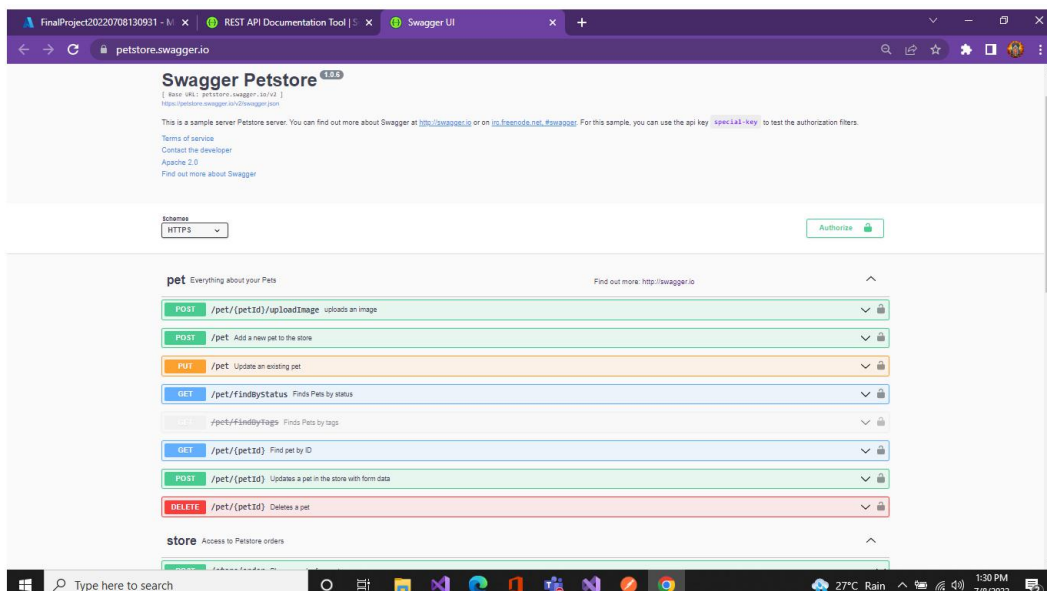 FinalProject20220708130931 - M
REST API Documentation Tool | S
Swagger UI
petstore.swagger.io
Swagger Petstore 1.0.6
[ Base URL: petstore.swagger.io/v2 ]
https://petstore.swagger.io/v2/swagger.json
This is a sample server Petstore server. You can find out more about Swagger at http://swagger.io or on irc.freenode.net, #swagger. For this sample, you can use the api key special-key to test the authorization filters.
Terms of service
Contact the developer
Apache 2.0
Find out more about Swagger
Schemes
HTTPS
Authorize
pet Everything about your Pets Find out more: http://swagger.io
POST /pet/{petId}/uploadImage uploads an image
POST /pet Add a new pet to the store
PUT /pet Update an existing pet
GET /pet/findByStatus Finds Pets by status
/pet/findByTags Finds Pets by tags
GET /pet/{petId} Find pet by ID
POST /pet/{petId} Updates a pet in the store with form data
DELETE /pet/{petId} Deletes a pet
store Access to Petstore orders
Type here to search
27°C Rain
1:30 PM